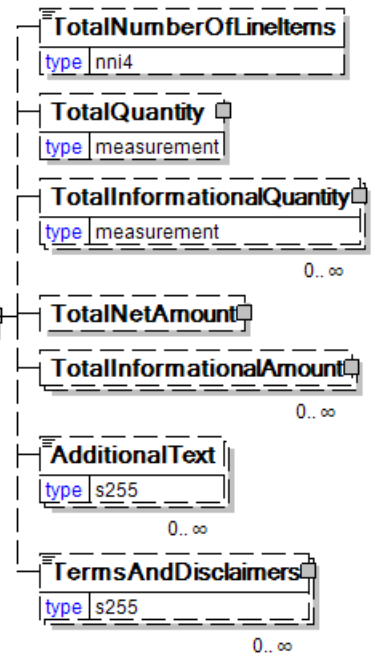 TotalNumberOfLineItems
type nni4
TotalQuantity
type measurement
TotalInformationalQuantity
type measurement
0.. ∞
TotalNetAmount
TotalInformationalAmount
0.. ∞
AdditionalText
type s255
0.. ∞
TermsAndDisclaimers
type s255
0.. ∞